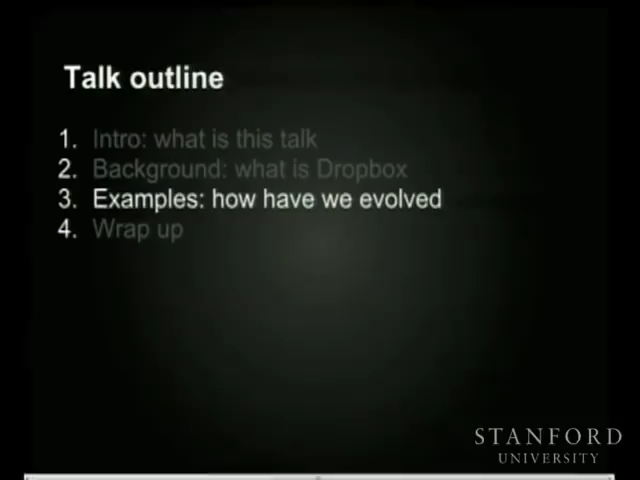 Talk outline
1. Intro: what is this talk
2. Background: what is Dropbox
3. Examples: how have we evolved
4. Wrap up
STANFORD
UNIVERSITY